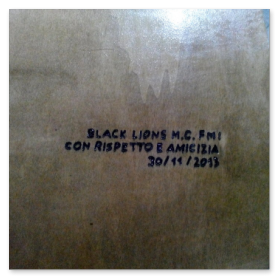 BLACK LIONS M.C. FMI
CON RISPETTO E AMICIZIA
30/11/2013